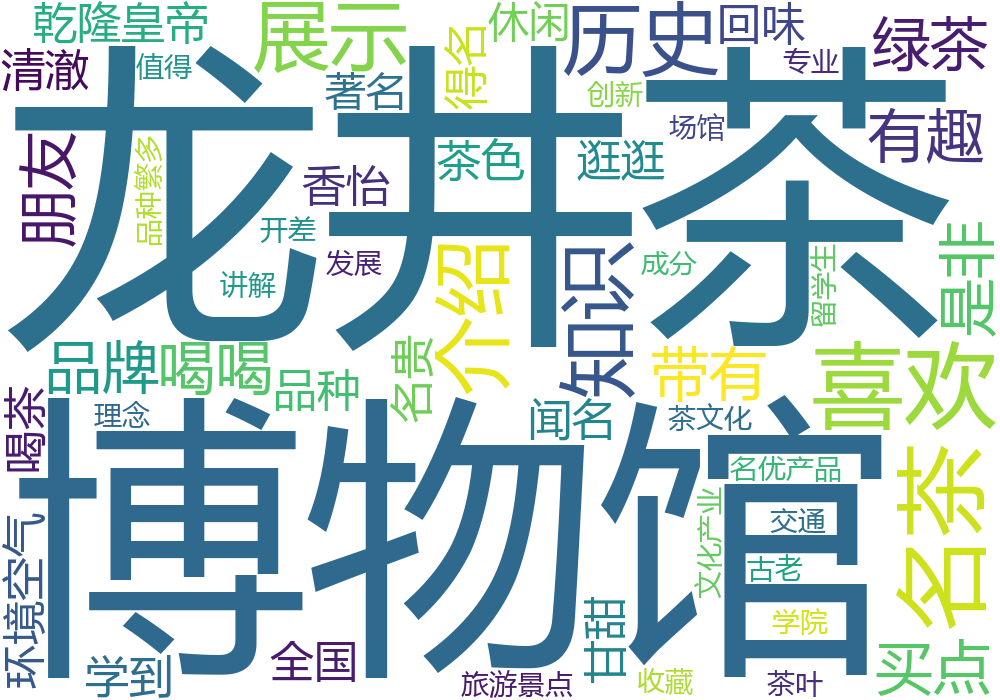 乾隆皇帝
展示
休闲
历史
回味
绿茶
清澈
值得
著名
得名
创新
专业
龙井茶
场馆
有趣
朋友
品种繁多
香怡
茶色
逛逛
开差
讲解
发展
介绍
知识
成分
留学生
是非
品牌
喝喝
品种
名贵
带有
喜欢
喝茶
理念
闻名
茶文化
博物馆
名优产品
名茶
环境空气
文化产业
交通
古老
学院
甘甜
学到
全国
旅游景点
收藏
茶叶
买点